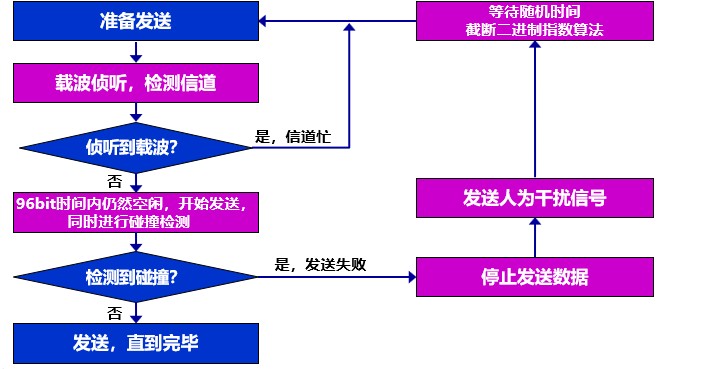 准备发送
等待随机时间
截断二进制指数算法
载波侦听，检测信道
侦听到载波？
是，信道忙
否
96bit时间内仍然空闲，开始发送，
同时进行碰撞检测
发送人为干扰信号
检测到碰撞？
是，发送失败
停止发送数据
否
发送，直到完毕